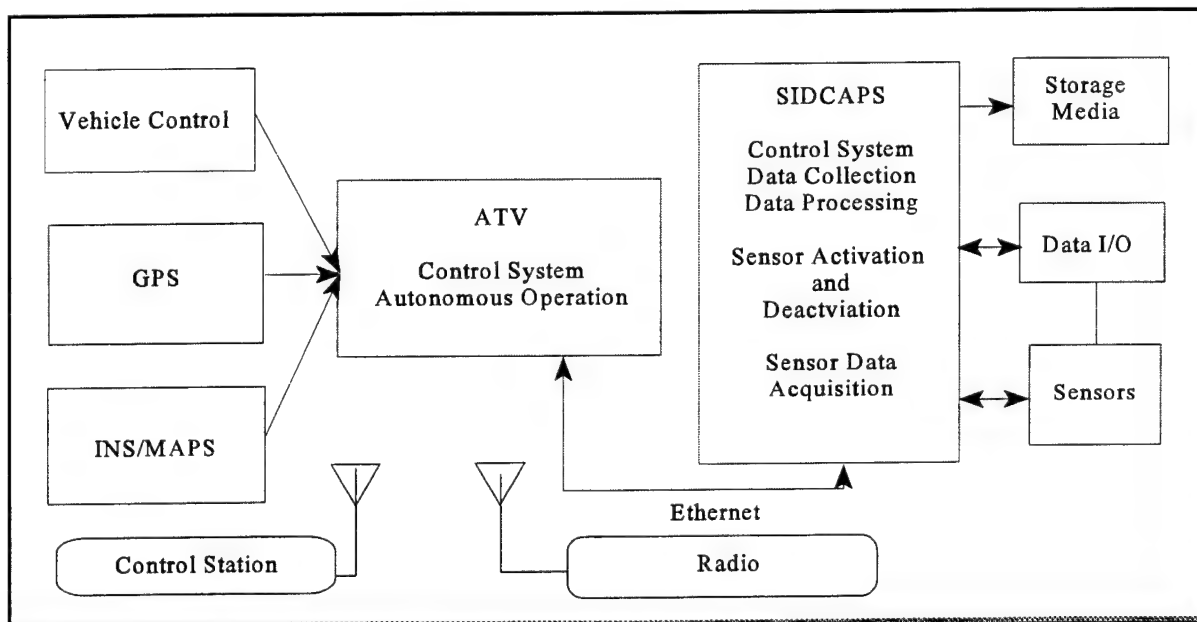 Vehicle Control
GPS
INS/MAPS
ATV
Control System
Autonomous Operation
SIDCAPS
Control System
Data Collection
Data Processing
Sensor Activation
and
Deactviation
Sensor Data
Acquisition
Storage
Media
Data I/O
Sensors
Ethernet
Control Station
Radio